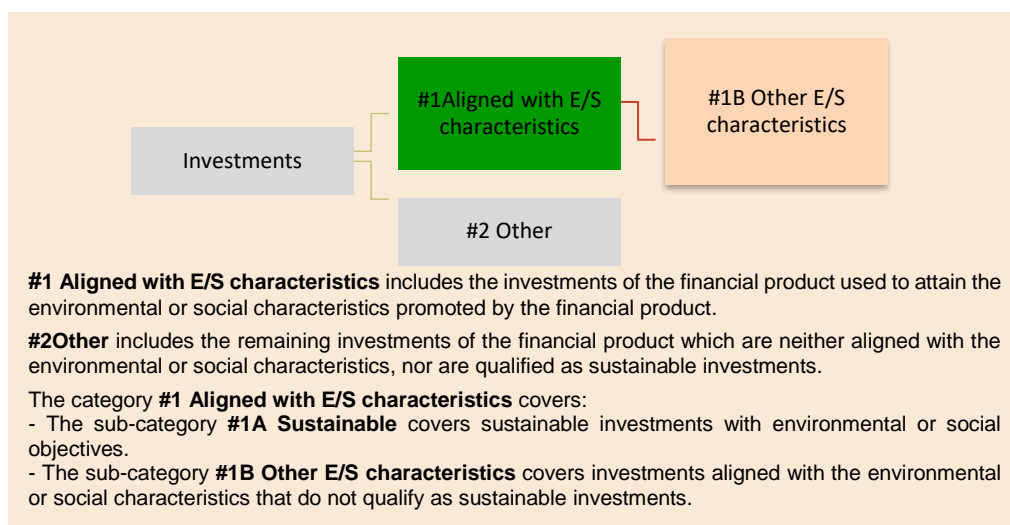 #1Aligned with E/S
characteristics
#1B Other E/S
characteristics
Investments
#2 Other
#1 Aligned with E/S characteristics includes the investments of the financial product used to attain the
environmental or social characteristics promoted by the financial product.
#2Other includes the remaining investments of the financial product which are neither aligned with the
environmental or social characteristics, nor are qualified as sustainable investments.
The category #1 Aligned with E/S characteristics covers:
- The sub-category #1A Sustainable covers sustainable investments with environmental or social
objectives.
- The sub-category #1B Other E/S characteristics covers investments aligned with the environmental
or social characteristics that do not qualify as sustainable investments.